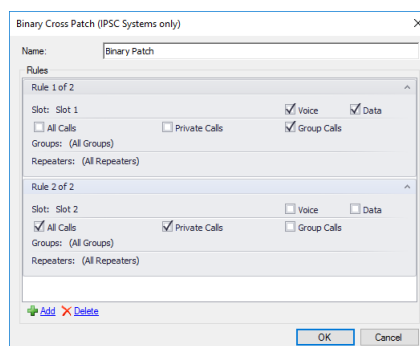 Binary Cross Patch (IPSC Systems only)
Name: Binary Patch
Rules
Rule 1 of 2
Slot: Slot 1 Voice Data
All Calls Private Calls Group Calls
Groups: (All Groups)
Repeaters: (All Repeaters)
Rule 2 of 2
Slot: Slot 2 Voice Data
All Calls Private Calls Group Calls
Groups: (All Groups)
Repeaters: (All Repeaters)
Add Delete
OK Cancel